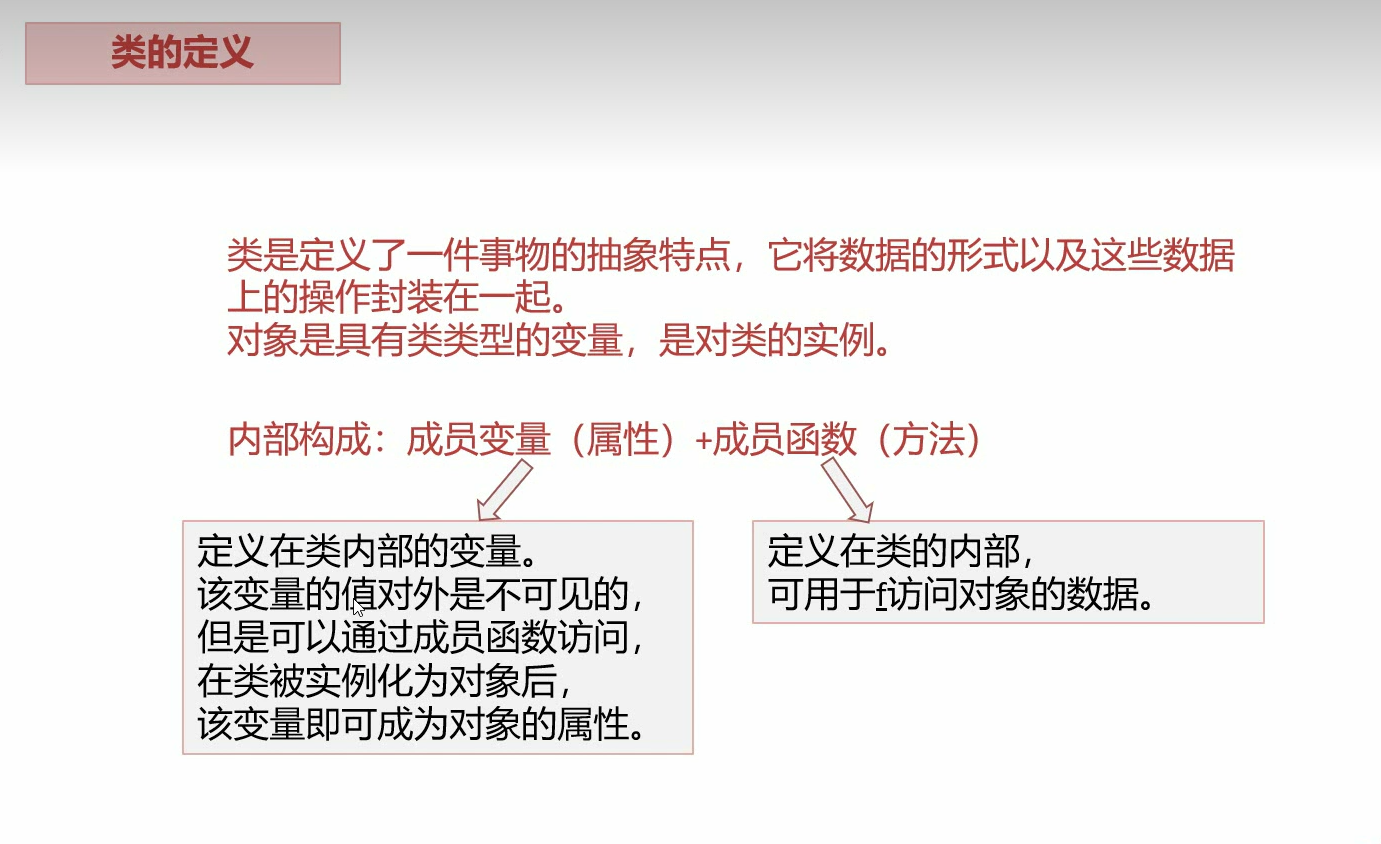 类的定义
类是定义了一件事物的抽象特点，它将数据的形式以及这些数据
上的操作封装在一起。
对象是具有类类型的变量，是对类的实例。
内部构成：成员变量（属性）+成员函数（方法）
定义在类内部的变量。
该变量的值对外是不可见的，
但是可以通过成员函数访问，
在类被实例化为对象后，
该变量即可成为对象的属性。
定义在类的内部，
可用于f访问对象的数据。